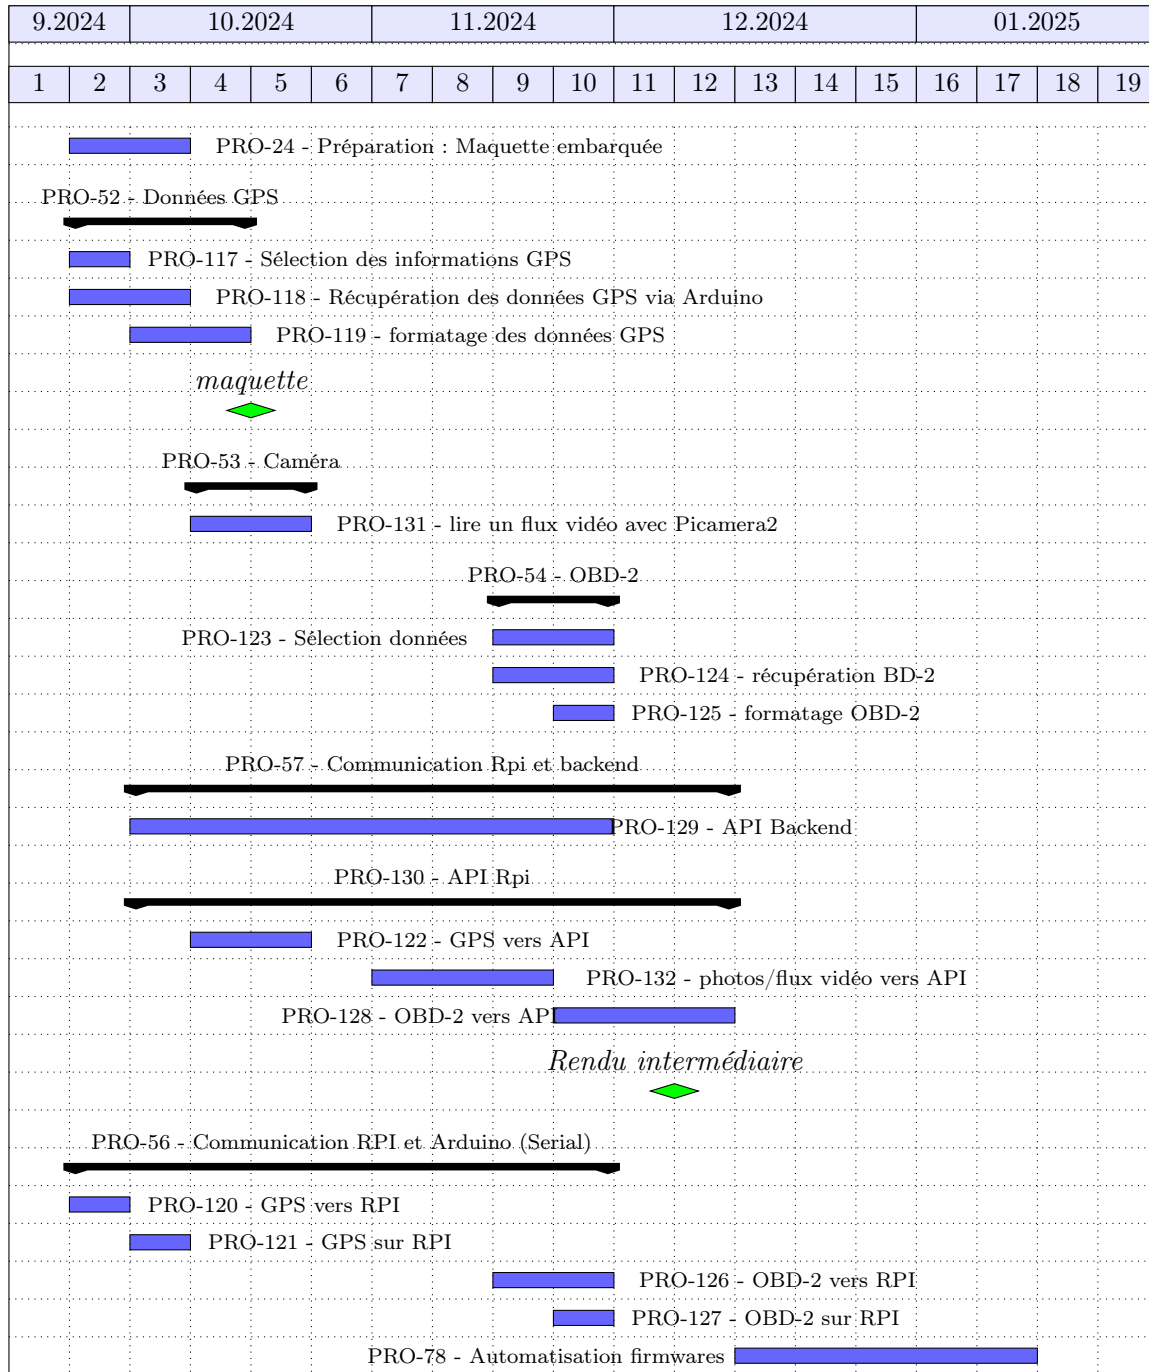 9.2024 10.2024 11.2024 12.2024 01.2025
1 2 3 4 5 6 7 8 9 10 11 12 13 14 15 16 17 18 19
PRO-24 - Préparation : Maquette embarquée
PRO-52 - Données GPS
PRO-117 - Sélection des informations GPS
PRO-118 - Récupération des données GPS via Arduino
PRO-119 - formatage des données GPS
maquette
PRO-53 - Caméra
PRO-131 - lire un flux vidéo avec Picamera2
PRO-54 - OBD-2
PRO-123 - Sélection données
PRO-124 - récupération BD-2
PRO-125 - formatage OBD-2
PRO-57 - Communication Rpi et backend
PRO-129 - API Backend
PRO-130 - API Rpi
PRO-122 - GPS vers API
PRO-132 - photos/flux vidéo vers API
PRO-128 - OBD-2 vers API
Rendu intermédiaire
PRO-56 - Communication RPI et Arduino (Serial)
PRO-120 - GPS vers RPI
PRO-121 - GPS sur RPI
PRO-126 - OBD-2 vers RPI
PRO-127 - OBD-2 sur RPI
PRO-78 - Automatisation firmwares